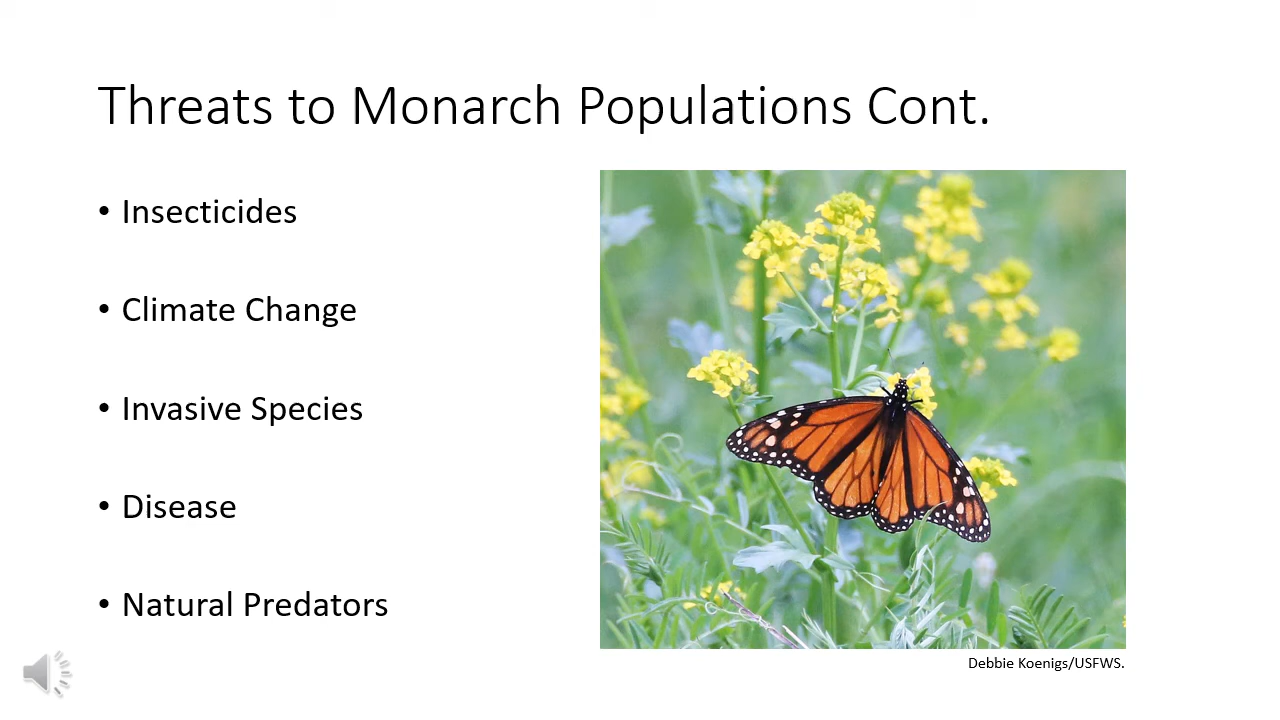 Threats to Monarch Populations Cont.
• Insecticides
• Climate Change
• Invasive Species
• Disease
• Natural Predators
Debbie Koenigs/USFWS.